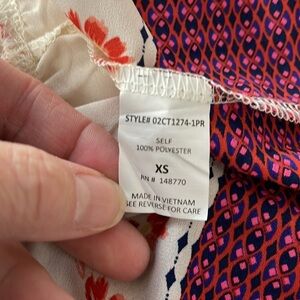 STYLE# 02CT1274-1PR
SELF
100% POLYESTER
XS
RN # 148770
MADE IN VIETNAM
SEE REVERSE FOR CARE